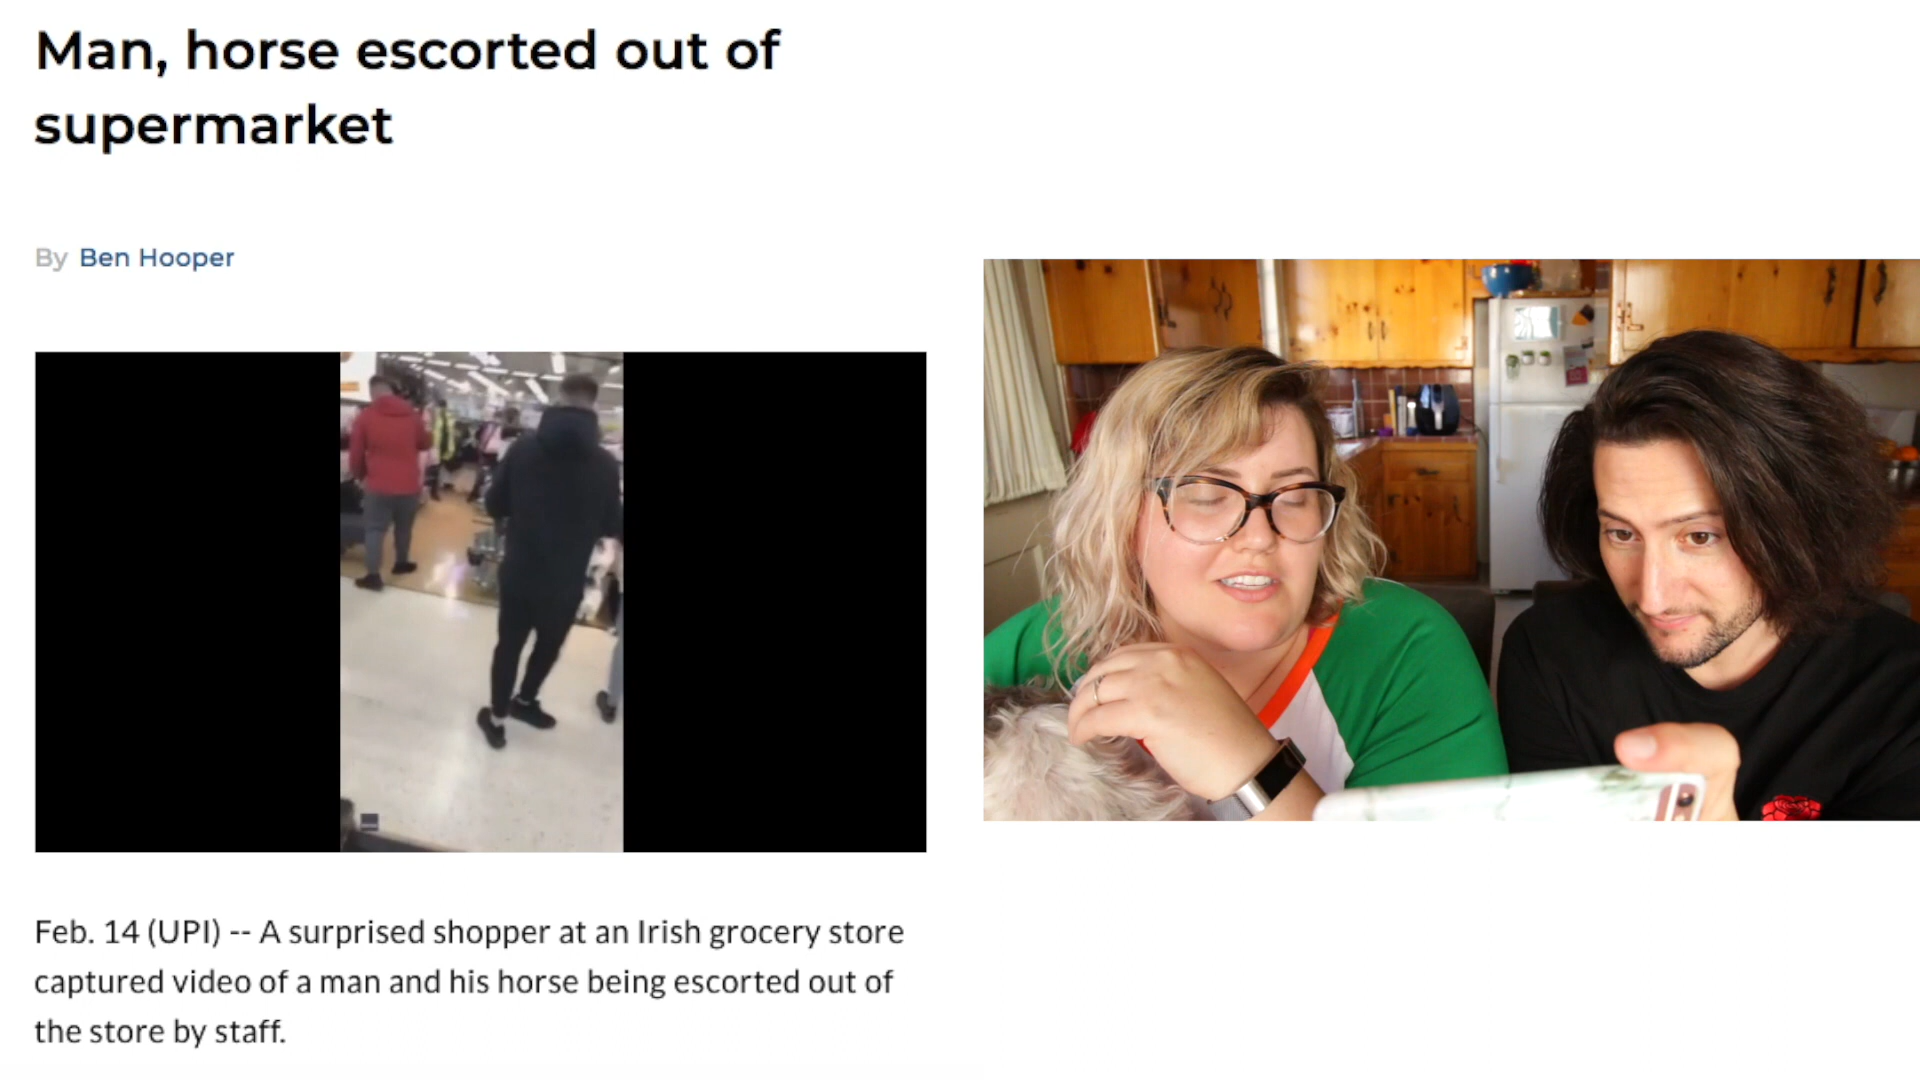 Man, horse escorted out of
supermarket
By Ben Hooper
Feb. 14 (UPI) -- A surprised shopper at an Irish grocery store
captured video of a man and his horse being escorted out of
the store by staff.